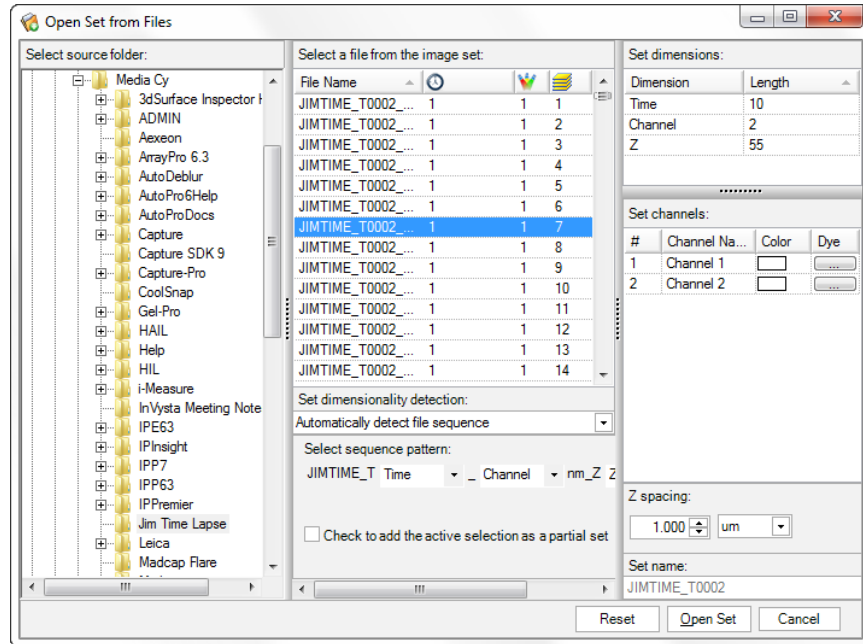 Open Set from Files
Select source folder:
Media Cy
3dSurface Inspector
ADMIN
Aexeon
ArrayPro 6.3
AutoDeblur
AutoPro6Help
AutoProDocs
Capture
Capture SDK 9
Capture-Pro
CoolSnap
Gel-Pro
HAIL
Help
HIL
i-Measure
InVysta Meeting Note
IPE63
IPInsight
IPP7
IPP63
IPPremier
Jim Time Lapse
Leica
Madcap Flare
Select a file from the image set:
File Name
JIMTIME_T0002_... 1 1 1
JIMTIME_T0002_... 1 1 2
JIMTIME_T0002_... 1 1 3
JIMTIME_T0002_... 1 1 4
JIMTIME_T0002_... 1 1 5
JIMTIME_T0002_... 1 1 6
JIMTIME_T0002_... 1 1 7
JIMTIME_T0002_... 1 1 8
JIMTIME_T0002_... 1 1 9
JIMTIME_T0002_... 1 1 10
JIMTIME_T0002_... 1 1 11
JIMTIME_T0002_... 1 1 12
JIMTIME_T0002_... 1 1 13
JIMTIME_T0002_... 1 1 14
Set dimensionality detection:
Automatically detect file sequence
Select sequence pattern:
JIMTIME_T Time _ Channel nm_Z Z
Check to add the active selection as a partial set
Set dimensions:
Dimension Length
Time 10
Channel 2
Z 55
Set channels:
# Channel Na... Color Dye
1 Channel 1 ...
2 Channel 2 ...
Z spacing:
1.000 um
Set name:
JIMTIME_T0002
Reset Open Set Cancel